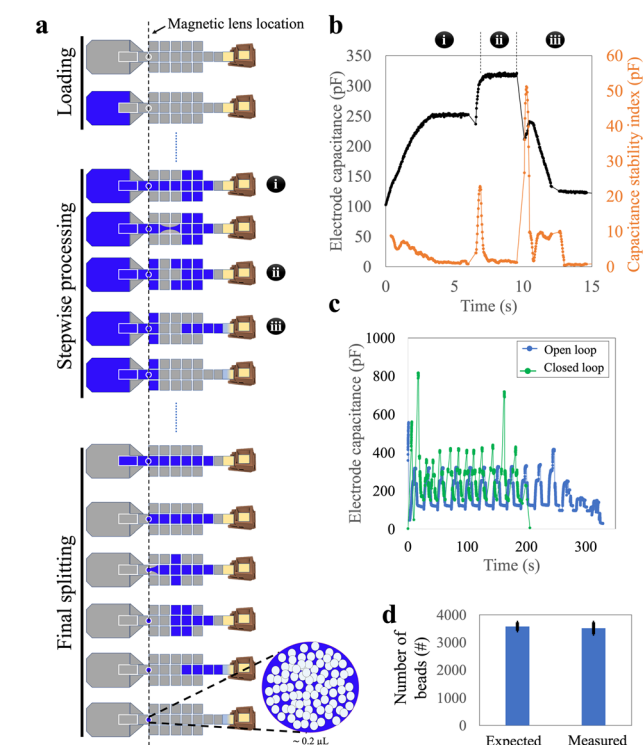 a
Magnetic lens location
Loading
Stepwise processing
i
ii
iii
Final splitting
~ 0.2 µL
b
i
ii
iii
Electrode capacitance (pF)
350
300
250
200
150
100
50
0
Capacitance stability index (pF)
60
50
40
30
20
10
0
0
5
10
15
Time (s)
c
Electrode capacitance (pF)
1000
800
600
400
200
0
Open loop
Closed loop
0
100
200
300
Time (s)
d
Number of
beads (#)
4000
3000
2000
1000
0
Expected
Measured